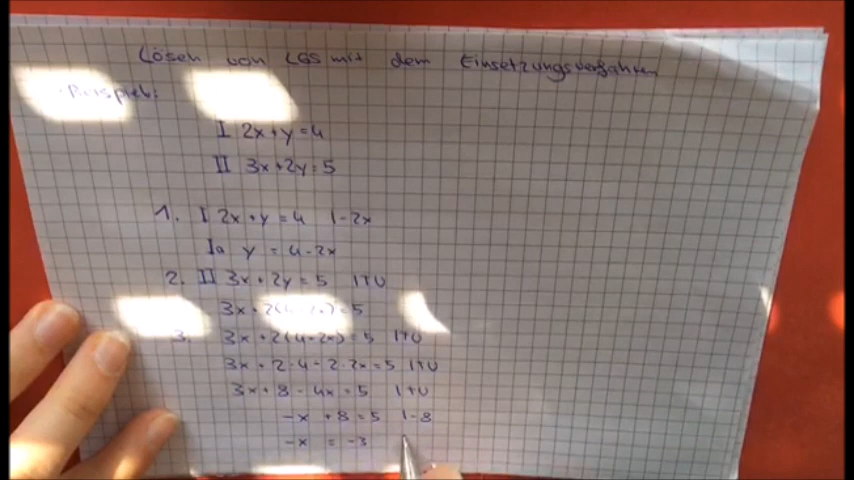 Lösen von LGS mit dem Einsetzungsverfahren
Beispiel:
I 2x+y=4
II 3x+2y=5
1. I 2x+y=4 |-2x
Ia y = 4-2x
2. II 3x+2y=5 |TU
3x+2(4-2x)=5
3. 3x+2(4-2x)=5 |TU
3x+2·4-2·2x=5 |TU
3x+8-4x=5 |TU
-x +8=5 |-8
-x = -3